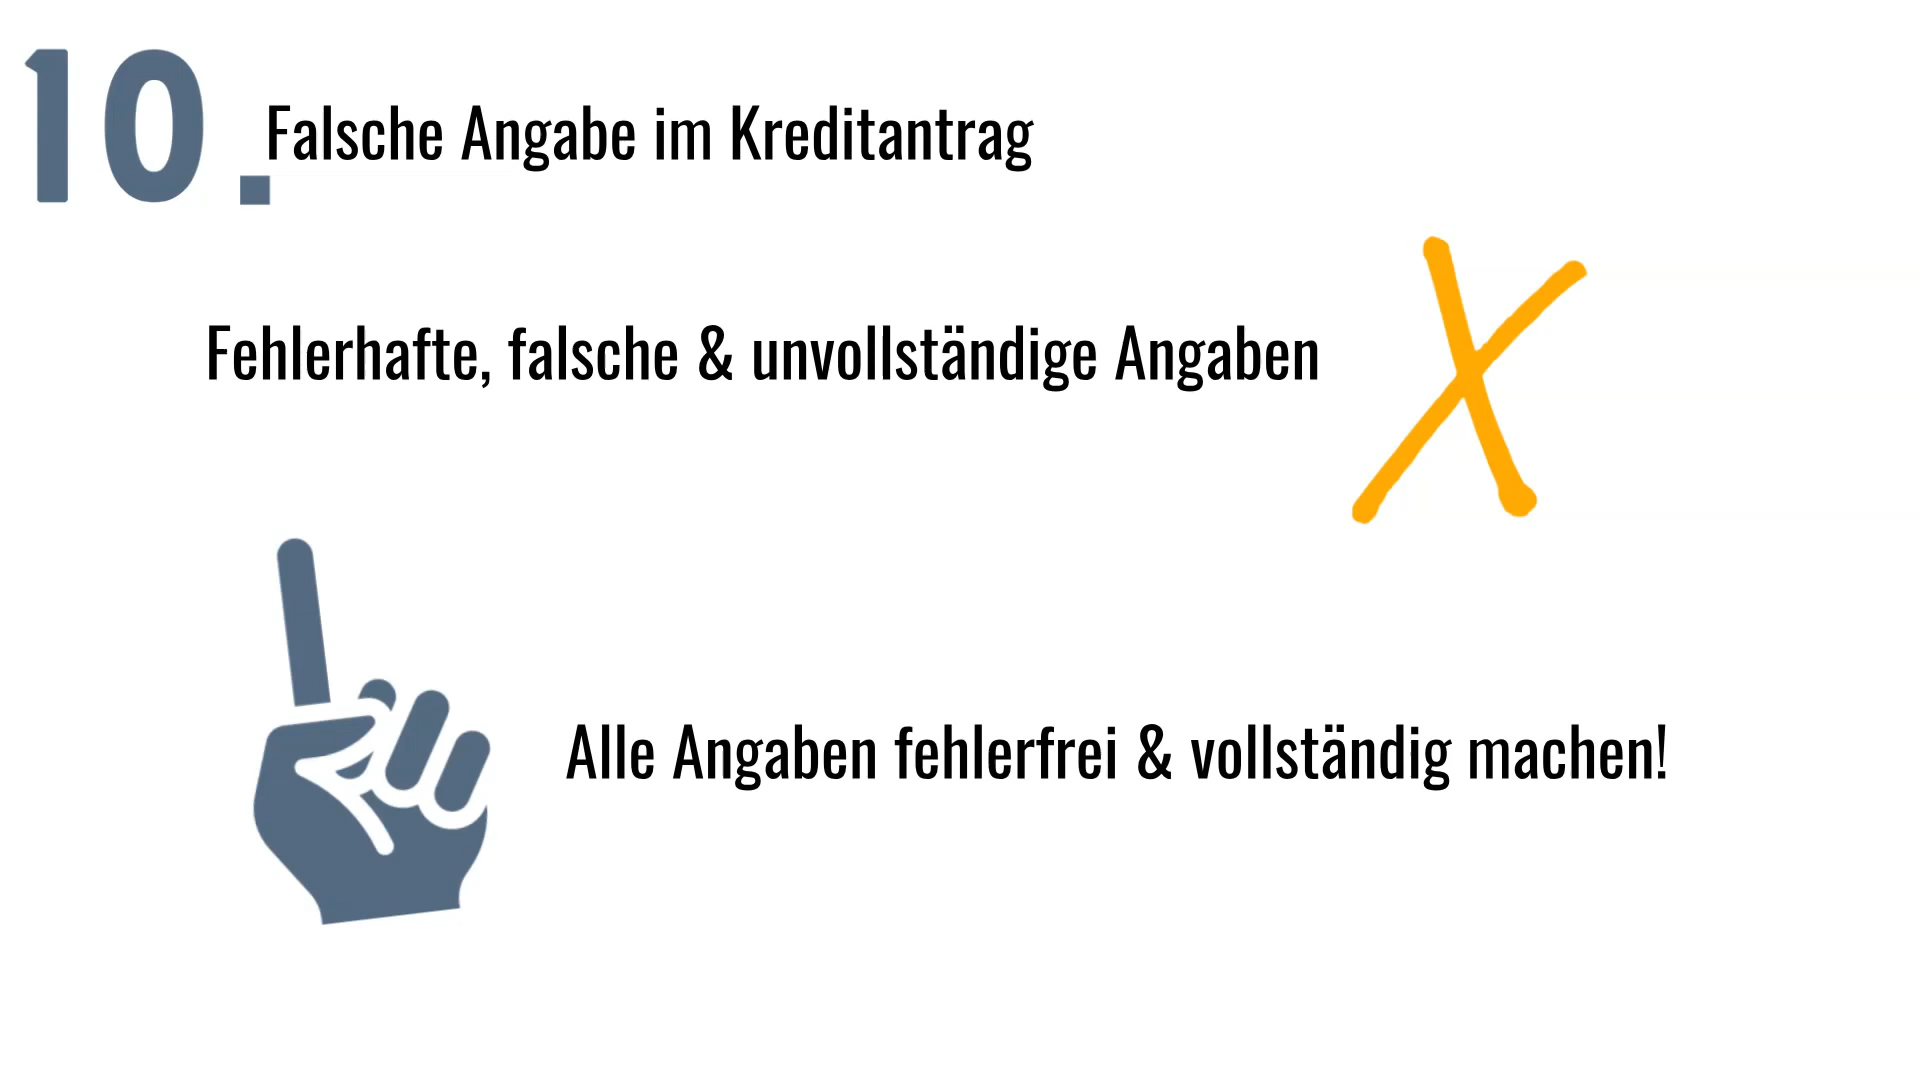 10. Falsche Angabe im Kreditantrag
Fehlerhafte, falsche & unvollständige Angaben
Alle Angaben fehlerfrei & vollständig machen!